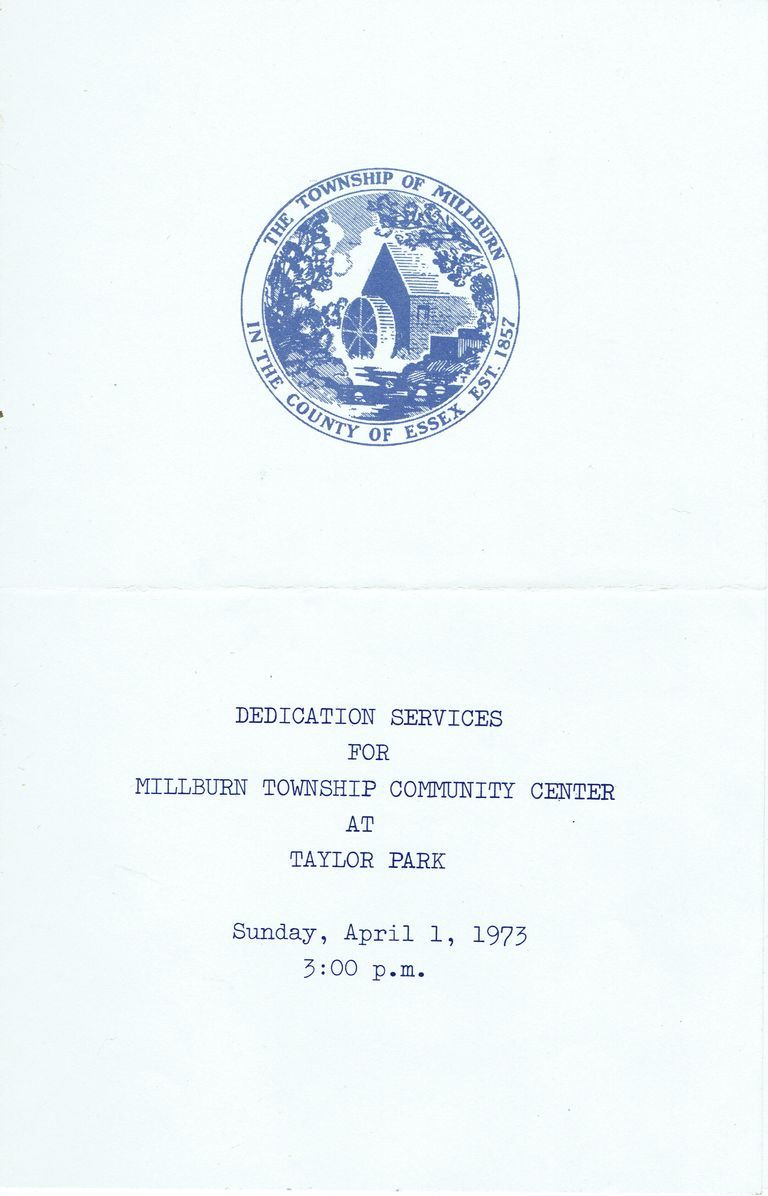 THE TOWNSHIP OF MILLBURN
IN THE COUNTY OF ESSEX EST. 1857
DEDICATION SERVICES
FOR
MILLBURN TOWNSHIP COMMUNITY CENTER
AT
TAYLOR PARK
Sunday, April 1, 1973
3:00 p.m.